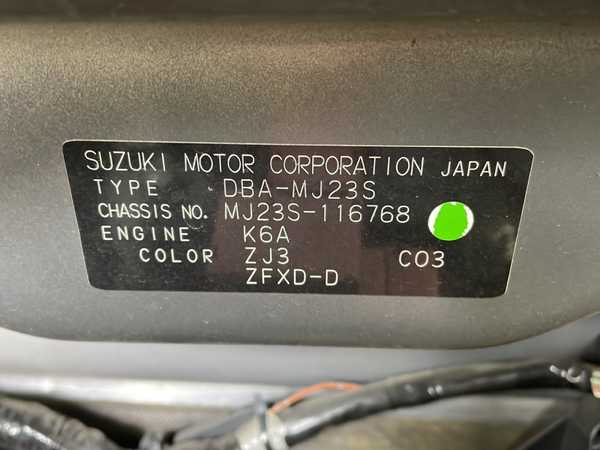 SUZUKI MOTOR CORPORATION JAPAN
TYPE DBA-MJ23S
CHASSIS NO. MJ23S-116768
ENGINE K6A
COLOR ZJ3 C03
ZFXD-D